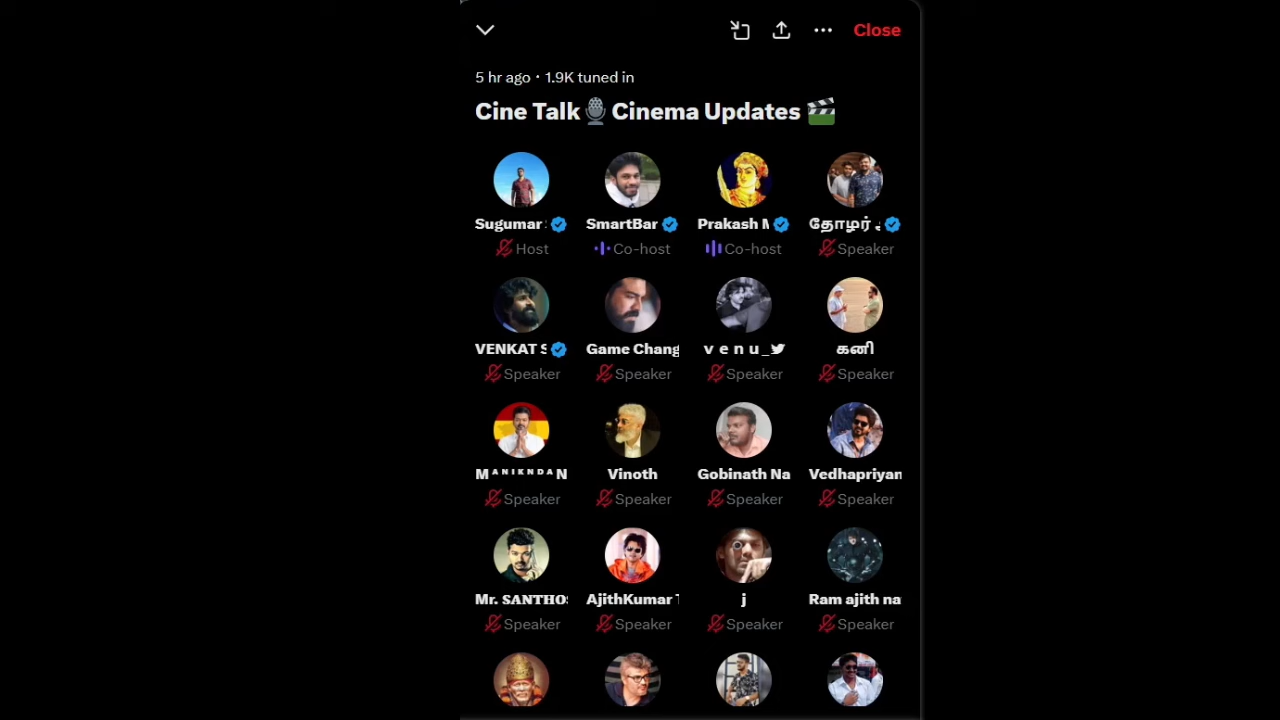 Close
5 hr ago · 1.9K tuned in
Cine Talk🎙️Cinema Updates 🎬
Sugumar SmartBar Prakash தோழர்
Host Co-host Co-host Speaker
VENKAT S Game Chang v e n u _ கனி
Speaker Speaker Speaker Speaker
MᴬᴺᴵᴷᴺᴰᴬN Vinoth Gobinath Na Vedhapriyan
Speaker Speaker Speaker Speaker
Mr. 𝐒𝐀𝐍𝐓𝐇𝐎𝐒 AjithKumar j Ram ajith na
Speaker Speaker Speaker Speaker